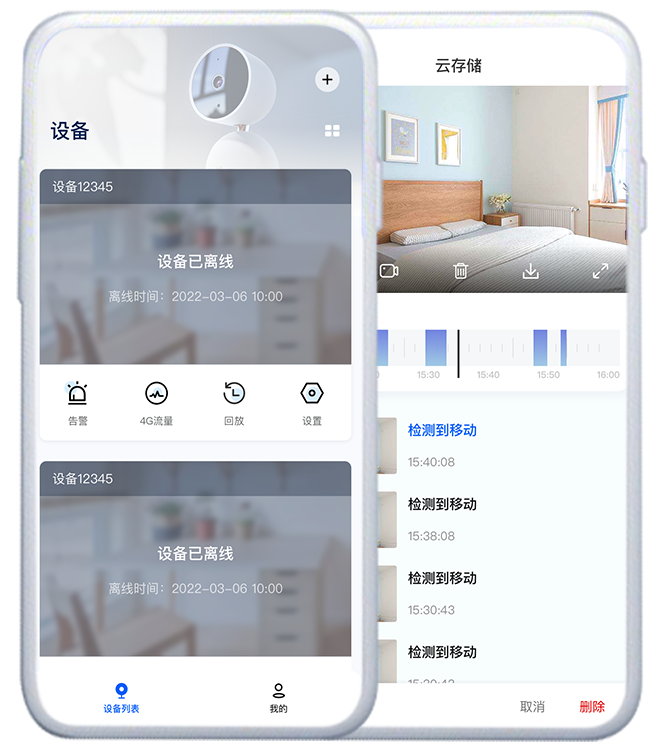 设备
设备12345
设备已离线
离线时间：2022-03-06 10:00
告警
4G流量
回放
设置
设备12345
设备已离线
离线时间：2022-03-06 10:00
设备列表
我的
云存储
15:30
15:40
15:50
16:00
检测到移动
15:40:08
检测到移动
15:38:08
检测到移动
15:30:43
检测到移动
取消
删除